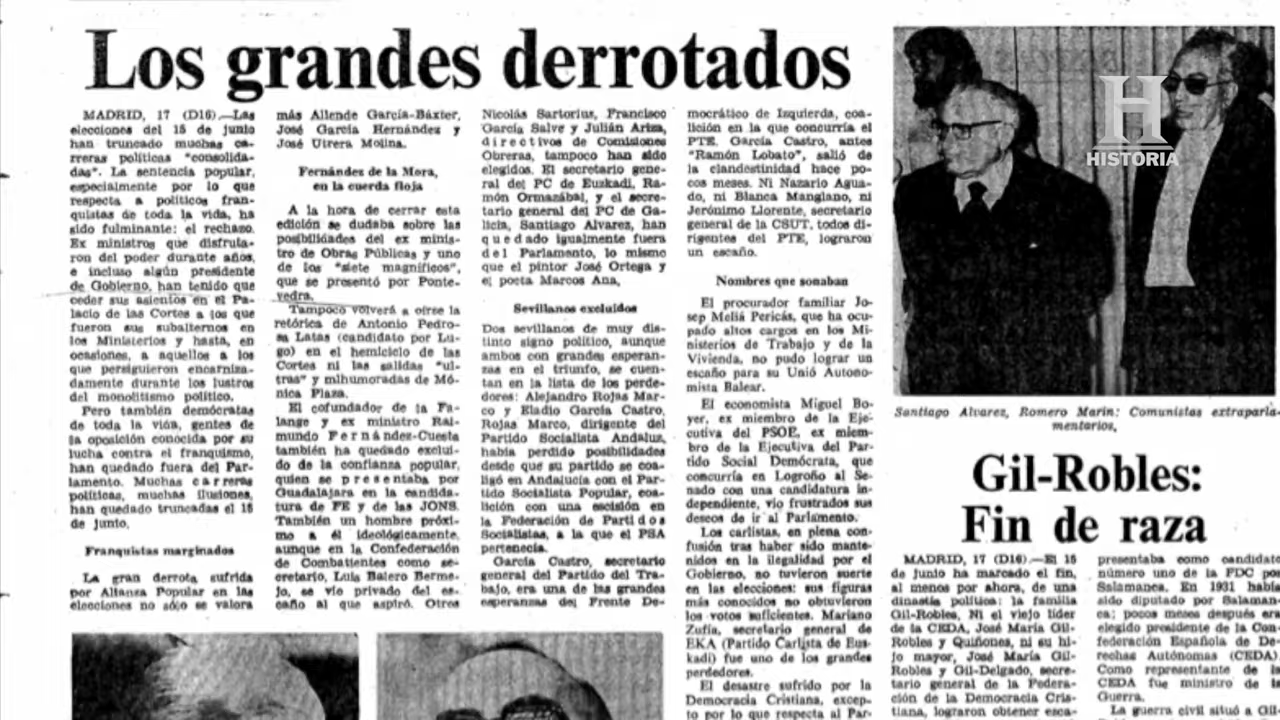 Los grandes derrotados
MADRID, 17 (D16).—Las
elecciones del 15 de junio
han truncado muchas ca-
rreras políticas "consolida-
das". La sentencia popular,
especialmente por lo que
respecta a políticos fran-
quistas de toda la vida, ha
sido fulminante: el rechazo.
Ex ministros que disfruta-
ron del poder durante años,
e incluso algún presidente
de Gobierno, han tenido que
ceder sus asientos en el Pa-
lacio de las Cortes a los que
fueron sus subalternos en
los Ministerios y hasta, en
ocasiones, a aquellos a los
que persiguieron encarniza-
damente durante los lustros
del monolitismo político.
Pero también demócratas
de toda la vida, gentes de
la oposición conocida por su
lucha contra el franquismo,
han quedado fuera del Par-
lamento. Muchas carreras
políticas, muchas ilusiones,
han quedado truncadas el 15
de junio.
Franquistas marginados
La gran derrota sufrida
por Alianza Popular en las
elecciones no sólo se valora
más Allende García-Báxter,
José García Hernández y
José Utrera Molina.
Fernández de la Mora,
en la cuerda floja
A la hora de cerrar esta
edición se dudaba sobre las
posibilidades del ex minis-
tro de Obras Públicas y uno
de los "siete magníficos",
que se presentó por Ponte-
vedra.
Tampoco volverá a oírse la
retórica de Antonio Pedro-
sa Latas (candidato por Lu-
go) en el hemiciclo de las
Cortes ni las salidas "ul-
tras" y malhumoradas de Mó-
nica Plaza.
El cofundador de la Fa-
lange y ex ministro Rai-
mundo Fernández-Cuesta
también ha quedado exclui-
do de la confianza popular,
quien se presentaba por
Guadalajara en la candida-
tura de FE y de las JONS.
También un hombre próxi-
mo a él ideológicamente,
aunque en la Confederación
de Combatientes como se-
cretario, Luis Balero Berme-
jo, se vio privado del es-
caño al que aspiró. Otros
Nicolás Sartorius, Francisco
García Salve y Julián Ariza,
directivos de Comisiones
Obreras, tampoco han sido
elegidos. El secretario gene-
ral del PC de Euzkadi, Ra-
món Ormazábal, y el secre-
tario general del PC de Ga-
licia, Santiago Alvarez, han
quedado igualmente fuera
del Parlamento, lo mismo
que el pintor José Ortega y
el poeta Marcos Ana,
Sevillanos excluidos
Dos sevillanos de muy dis-
tinto signo político, aunque
ambos con grandes esperan-
zas en el triunfo, se cuen-
tan en la lista de los perde-
dores: Alejandro Rojas Mar-
co y Eladio García Castro,
Rojas Marco, dirigente del
Partido Socialista Andaluz,
había perdido posibilidades
desde que su partido se coa-
ligó en Andalucía con el Par-
tido Socialista Popular, coa-
lición con una escisión en
la Federación de Partidos
Socialistas, a la que el PSA
pertenecía.
García Castro, secretario
general del Partido del Tra-
bajo, era una de las grandes
esperanzas del Frente De-
mocrático de Izquierda, coa-
lición en la que concurría el
PTE. García Castro, antes
"Ramón Lobato", salió de
la clandestinidad hace po-
cos meses. Ni Nazario Agua-
do, ni Blanca Mangiano, ni
Jerónimo Llorente, secretario
general de la CSUT, todos di-
rigentes del PTE, lograron
un escaño.
Nombres que sonaban
El procurador familiar Jo-
sep Meliá Pericás, que ha ocu-
pado altos cargos en los Mi-
nisterios de Trabajo y de la
Vivienda, no pudo lograr un
escaño para su Unió Autono-
mista Balear.
El economista Miguel Bo-
yer, ex miembro de la Eje-
cutiva del PSOE, ex miem-
bro de la Ejecutiva del Par-
tido Social Demócrata, que
concurría en Logroño al Se-
nado con una candidatura in-
dependiente, vio frustrados sus
deseos de ir al Parlamento.
Los carlistas, en plena con-
fusión tras haber sido mante-
nidos en la ilegalidad por el
Gobierno, no tuvieron suerte
en las elecciones: sus figuras
más conocidas no obtuvieron
los votos suficientes. Mariano
Zufía, secretario general de
EKA (Partido Carlista de Eus-
kadi) fue uno de los grandes
perdedores.
El desastre sufrido por la
Democracia Cristiana, excep-
to por lo que respecta al Par-
HISTORIA
Santiago Alvarez, Romero Marín: Comunistas extraparla-
mentarios,
Gil-Robles:
Fin de raza
MADRID, 17 (D16).—El 15
de junio ha marcado el fin,
al menos por ahora, de una
dinastía política: la familia
Gil-Robles. Ni el viejo líder
de la CEDA, José María Gil-
Robles y Quiñones, ni su hi-
jo mayor, José María Gil-
Robles y Gil-Delgado, secre-
tario general de la Federa-
ción de la Democracia Cris-
tiana, lograron obtener esca-
presentaba como candidato
número uno de la FDC por
Salamanca. En 1931 había
sido diputado por Salaman-
ca; pocos meses después era
elegido presidente de la Con-
federación Española de De-
rechas Autónomas (CEDA).
Como representante de la
CEDA fue ministro de la
Guerra.
La guerra civil situó a Gil-